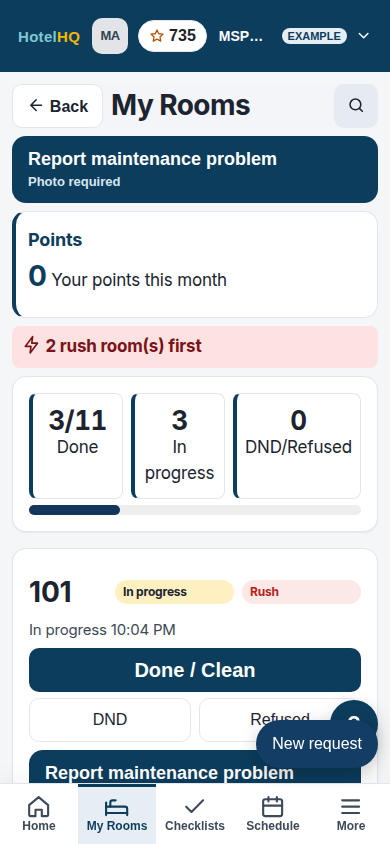 HotelHQ MA 735 MSP... EXAMPLE
Back My Rooms
Report maintenance problem
Photo required
Points
0 Your points this month
2 rush room(s) first
3/11 3 0
Done In DND/Refused
progress
101 In progress Rush
In progress 10:04 PM
Done / Clean
DND Refused
New request
Report maintenance problem
Home My Rooms Checklists Schedule More